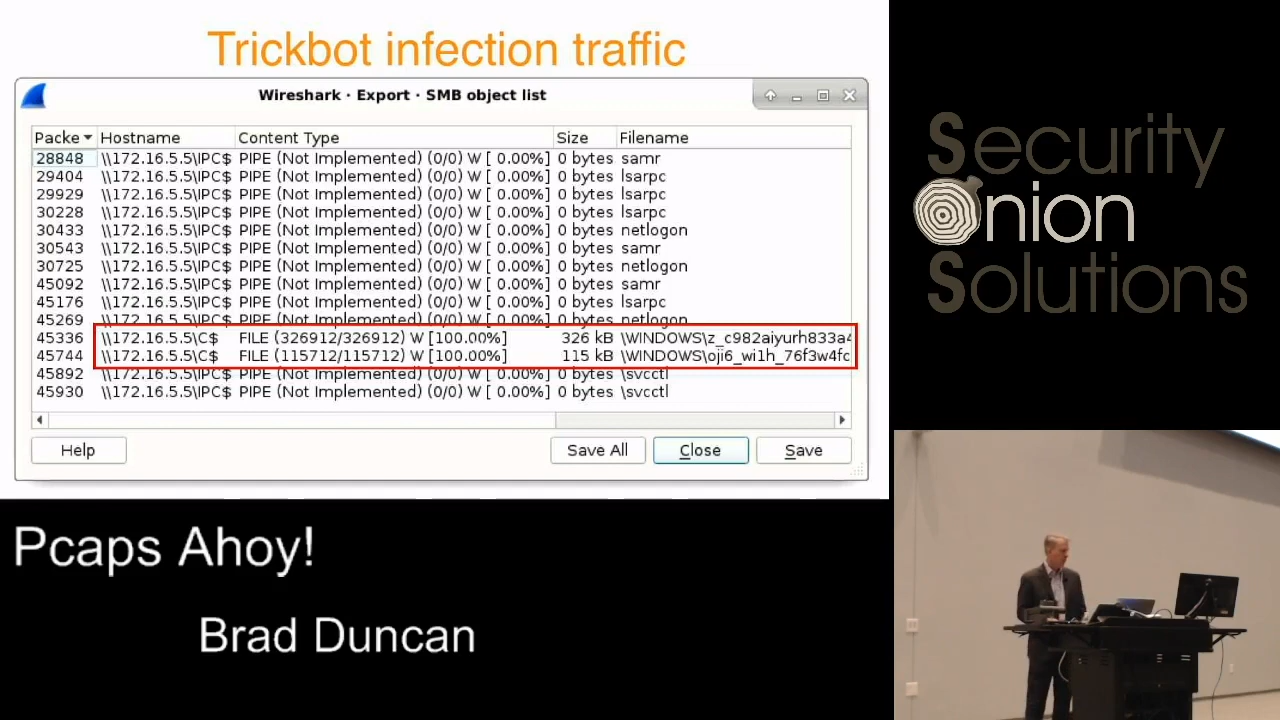 Trickbot infection traffic
Wireshark · Export · SMB object list
Packe Hostname Content Type Size Filename
28848 \\172.16.5.5\IPC$ PIPE (Not Implemented) (0/0) W [ 0.00%] 0 bytes samr
29404 \\172.16.5.5\IPC$ PIPE (Not Implemented) (0/0) W [ 0.00%] 0 bytes lsarpc
29929 \\172.16.5.5\IPC$ PIPE (Not Implemented) (0/0) W [ 0.00%] 0 bytes lsarpc
30228 \\172.16.5.5\IPC$ PIPE (Not Implemented) (0/0) W [ 0.00%] 0 bytes lsarpc
30433 \\172.16.5.5\IPC$ PIPE (Not Implemented) (0/0) W [ 0.00%] 0 bytes netlogon
30543 \\172.16.5.5\IPC$ PIPE (Not Implemented) (0/0) W [ 0.00%] 0 bytes samr
30725 \\172.16.5.5\IPC$ PIPE (Not Implemented) (0/0) W [ 0.00%] 0 bytes netlogon
45092 \\172.16.5.5\IPC$ PIPE (Not Implemented) (0/0) W [ 0.00%] 0 bytes samr
45176 \\172.16.5.5\IPC$ PIPE (Not Implemented) (0/0) W [ 0.00%] 0 bytes lsarpc
45269 \\172.16.5.5\IPC$ PIPE (Not Implemented) (0/0) W [ 0.00%] 0 bytes netlogon
45336 \\172.16.5.5\C$ FILE (326912/326912) W [100.00%] 326 kB \WINDOWS\z_c982aiyurh833a4
45744 \\172.16.5.5\C$ FILE (115712/115712) W [100.00%] 115 kB \WINDOWS\oji6_wi1h_76f3w4fc
45892 \\172.16.5.5\IPC$ PIPE (Not Implemented) (0/0) W [ 0.00%] 0 bytes \svcctl
45930 \\172.16.5.5\IPC$ PIPE (Not Implemented) (0/0) W [ 0.00%] 0 bytes \svcctl
Help Save All Close Save
Security
Onion
Solutions
Pcaps Ahoy!
Brad Duncan